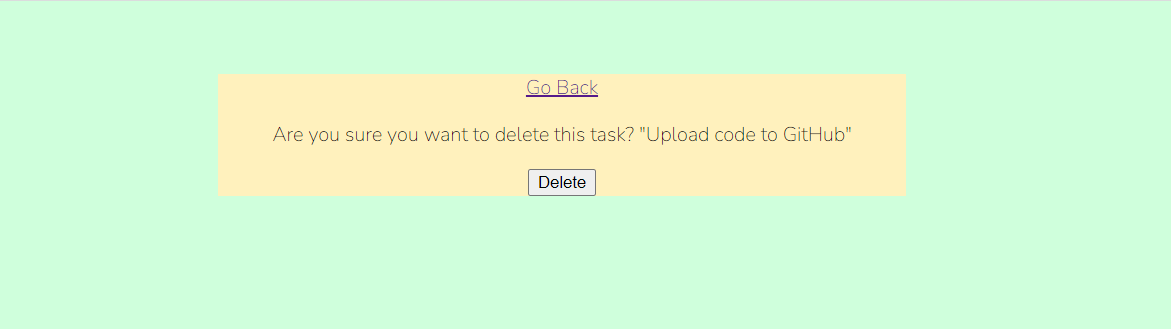 Go Back
Are you sure you want to delete this task? "Upload code to GitHub"
Delete